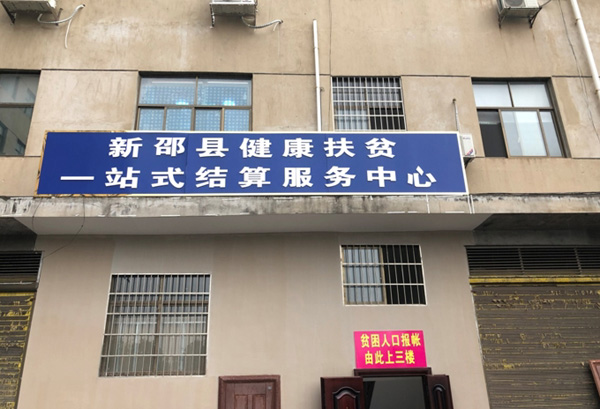 新邵县健康扶贫
一站式结算服务中心
贫困人口报帐
由此上三楼